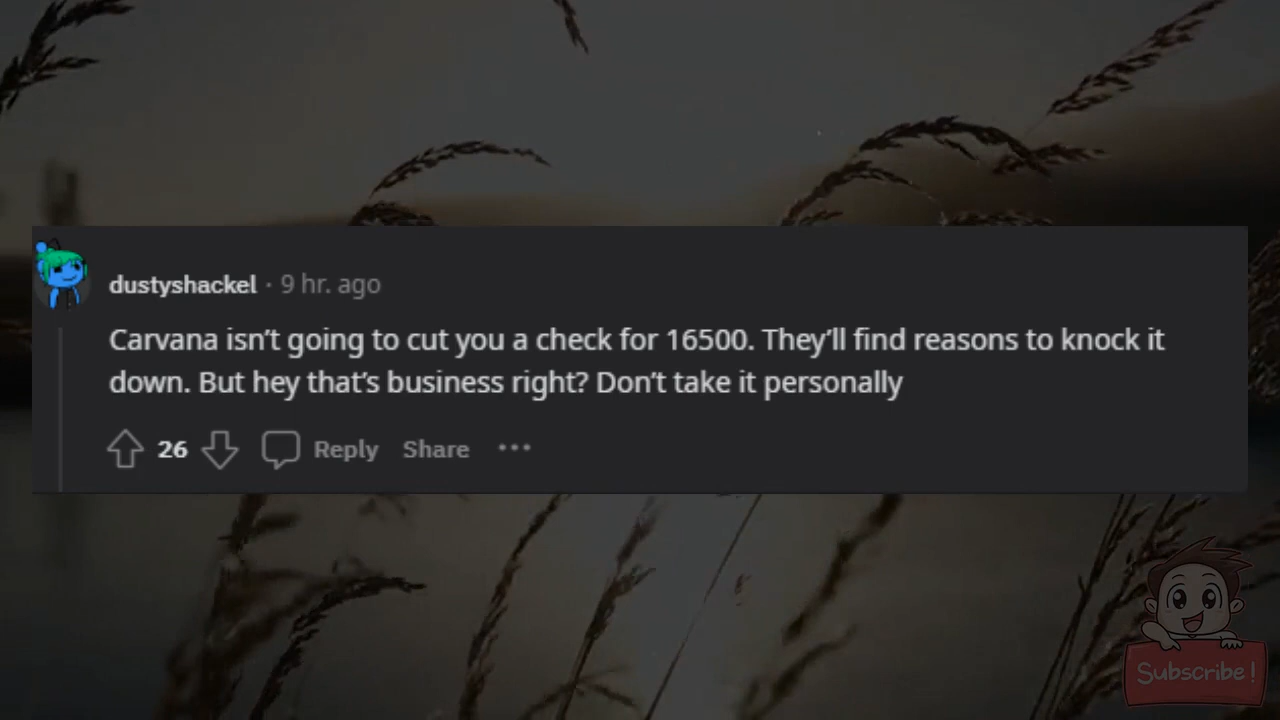 dustyshackel · 9 hr. ago
Carvana isn’t going to cut you a check for 16500. They’ll find reasons to knock it
down. But hey that’s business right? Don’t take it personally
26 Reply Share •••
Subscribe!